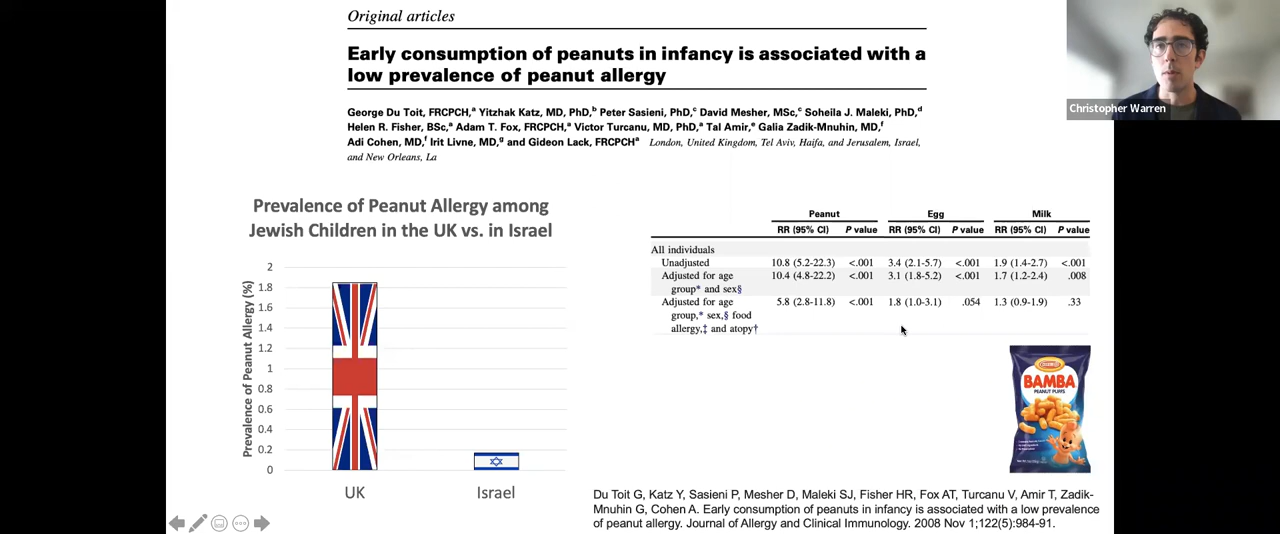 Original articles
Early consumption of peanuts in infancy is associated with a
low prevalence of peanut allergy
George Du Toit, FRCPCH,a Yitzhak Katz, MD, PhD,b Peter Sasieni, PhD,c David Mesher, MSc,c Soheila J. Maleki, PhD,d
Helen R. Fisher, BSc,a Adam T. Fox, FRCPCH,a Victor Turcanu, MD, PhD,a Tal Amir,e Galia Zadik-Mnuhin, MD,f
Adi Cohen, MD,f Irit Livne, MD,g and Gideon Lack, FRCPCHa London, United Kingdom, Tel Aviv, Haifa, and Jerusalem, Israel,
and New Orleans, La
Christopher Warren
Prevalence of Peanut Allergy among
Jewish Children in the UK vs. in Israel
Prevalence of Peanut Allergy (%)
2
1.8
1.6
1.4
1.2
1
0.8
0.6
0.4
0.2
0
UK Israel
Peanut Egg Milk
RR (95% CI) P value RR (95% CI) P value RR (95% CI) P value
All individuals
Unadjusted 10.8 (5.2-22.3) <.001 3.4 (2.1-5.7) <.001 1.9 (1.4-2.7) <.001
Adjusted for age 10.4 (4.8-22.2) <.001 3.1 (1.8-5.2) <.001 1.7 (1.2-2.4) .008
group* and sex§
Adjusted for age 5.8 (2.8-11.8) <.001 1.8 (1.0-3.1) .054 1.3 (0.9-1.9) .33
group,* sex,§ food
allergy,‡ and atopy†
BAMBA
PEANUT PUFFS
Du Toit G, Katz Y, Sasieni P, Mesher D, Maleki SJ, Fisher HR, Fox AT, Turcanu V, Amir T, Zadik-
Mnuhin G, Cohen A. Early consumption of peanuts in infancy is associated with a low prevalence
of peanut allergy. Journal of Allergy and Clinical Immunology. 2008 Nov 1;122(5):984-91.